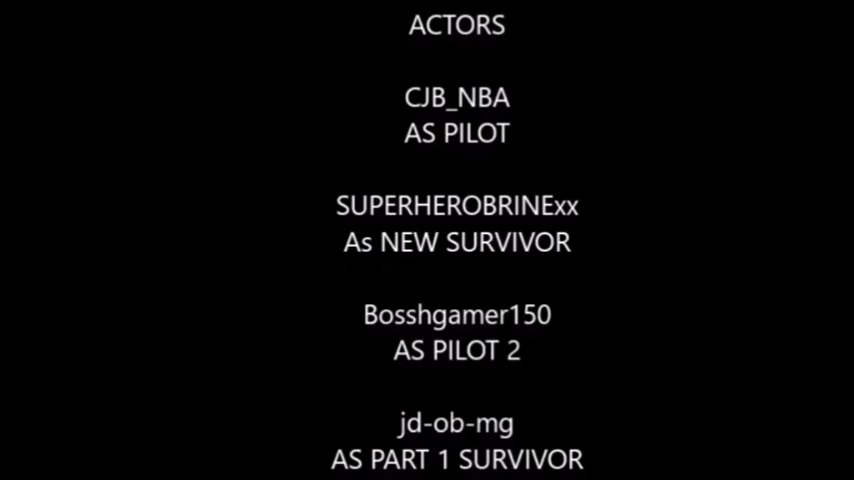 ACTORS
CJB_NBA
AS PILOT
SUPERHEROBRINExx
As NEW SURVIVOR
Bosshgamer150
AS PILOT 2
jd-ob-mg
AS PART 1 SURVIVOR